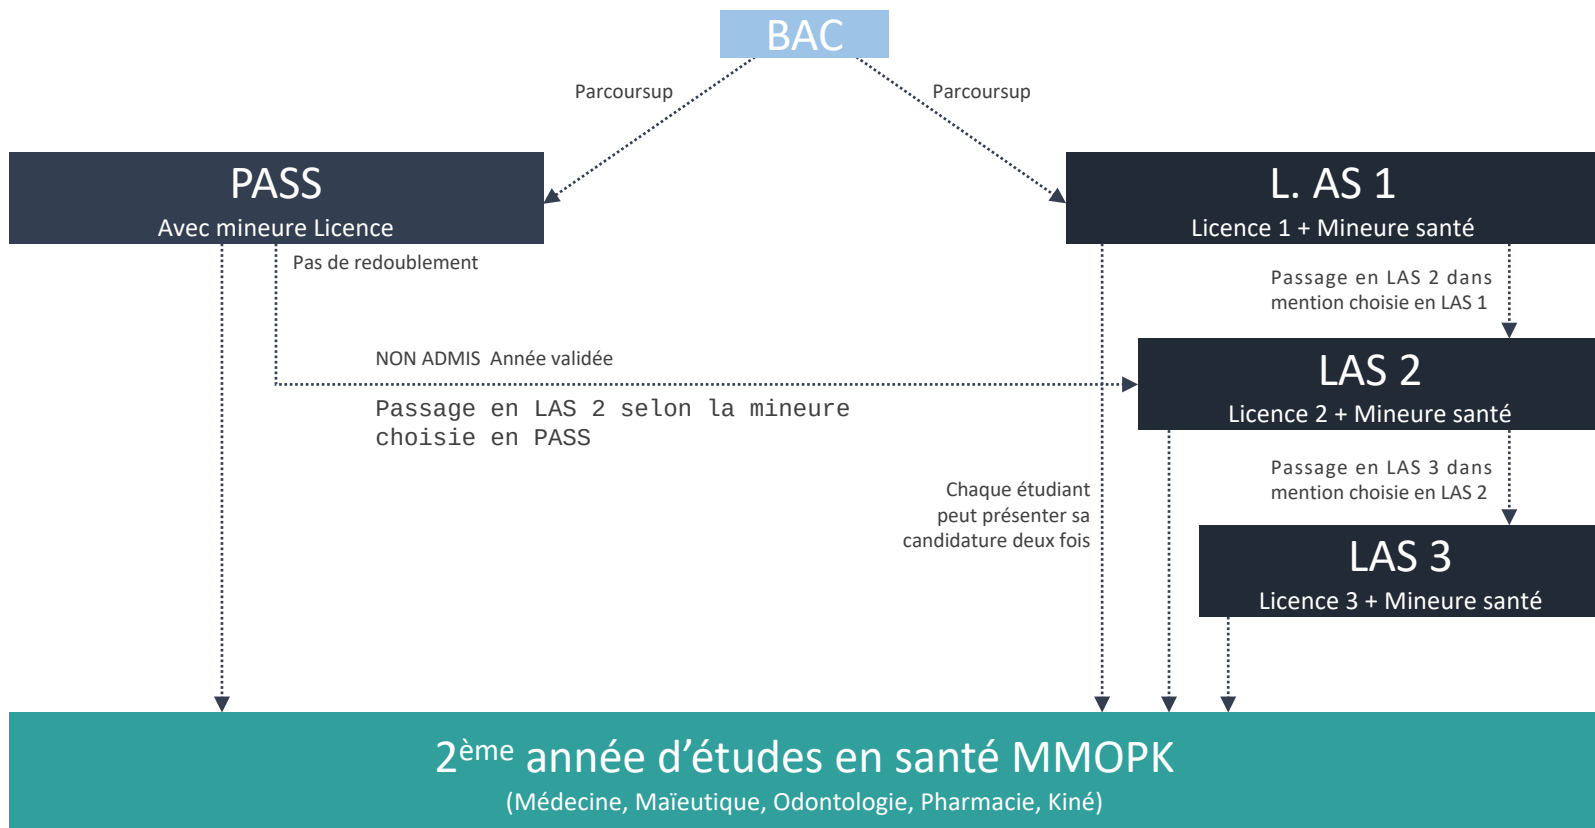 BAC
Parcoursup
Parcoursup
PASS
Avec mineure Licence
L. AS 1
Licence 1 + Mineure santé
Pas de redoublement
Passage en LAS 2 dans
mention choisie en LAS 1
NON ADMIS Année validée
Passage en LAS 2 selon la mineure
choisie en PASS
LAS 2
Licence 2 + Mineure santé
Passage en LAS 3 dans
mention choisie en LAS 2
Chaque étudiant
peut présenter sa
candidature deux fois
LAS 3
Licence 3 + Mineure santé
2ème année d’études en santé MMOPK
(Médecine, Maïeutique, Odontologie, Pharmacie, Kiné)